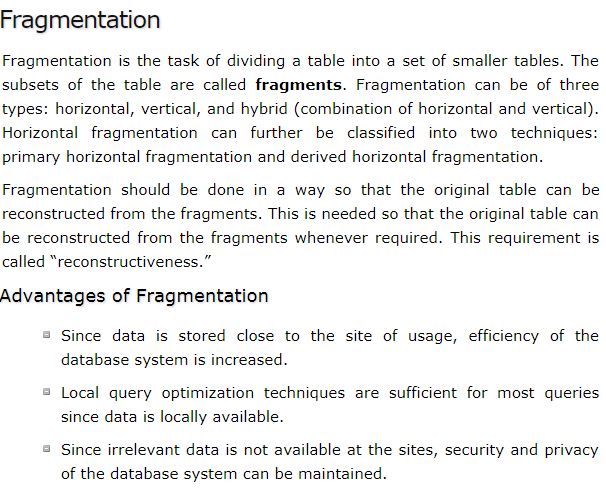 Fragmentation
Fragmentation is the task of dividing a table into a set of smaller tables. The
subsets of the table are called fragments. Fragmentation can be of three
types: horizontal, vertical, and hybrid (combination of horizontal and vertical).
Horizontal fragmentation can further be classified into two techniques:
primary horizontal fragmentation and derived horizontal fragmentation.
Fragmentation should be done in a way so that the original table can be
reconstructed from the fragments. This is needed so that the original table can
be reconstructed from the fragments whenever required. This requirement is
called “reconstructiveness.”
Advantages of Fragmentation
Since data is stored close to the site of usage, efficiency of the
database system is increased.
Local query optimization techniques are sufficient for most queries
since data is locally available.
Since irrelevant data is not available at the sites, security and privacy
of the database system can be maintained.